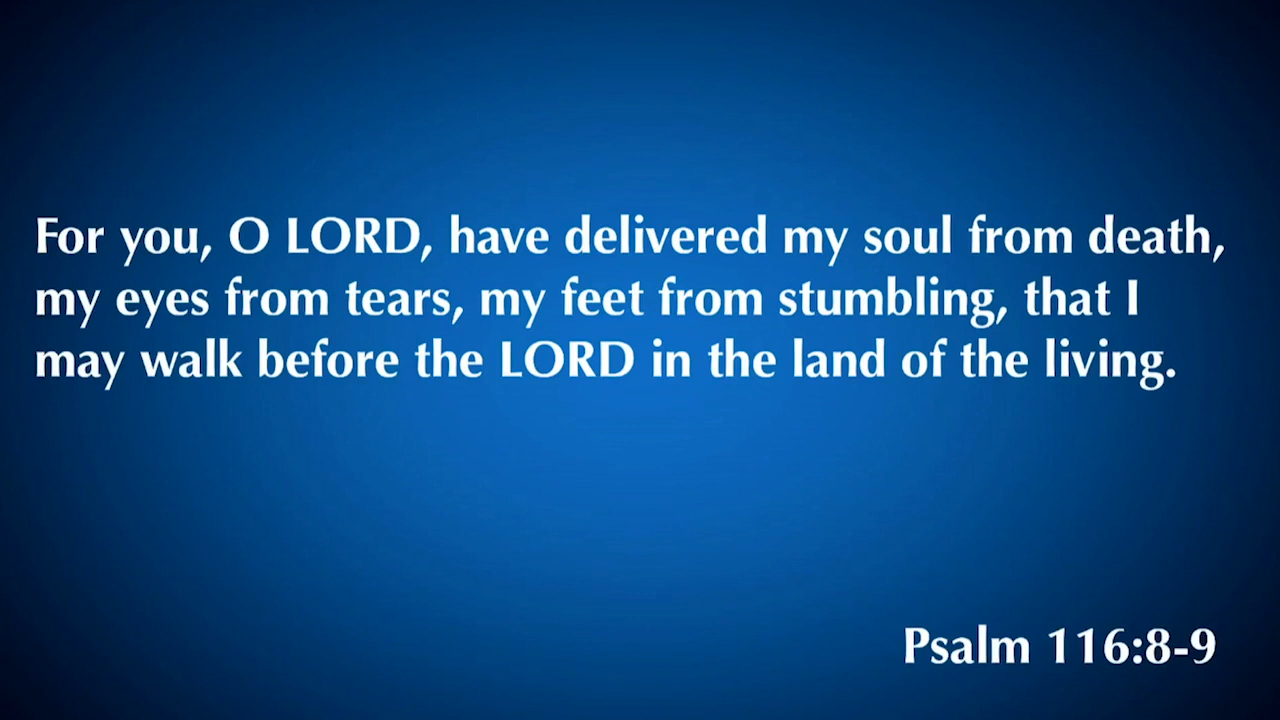 For you, O LORD, have delivered my soul from death,
my eyes from tears, my feet from stumbling, that I
may walk before the LORD in the land of the living.
Psalm 116:8-9